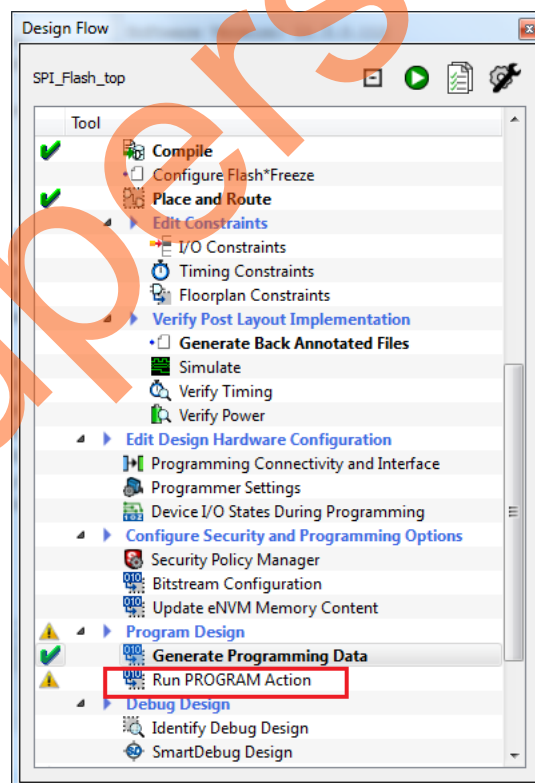 Design Flow
SPI_Flash_top
Tool
Compile
Configure Flash*Freeze
Place and Route
Edit Constraints
I/O Constraints
Timing Constraints
Floorplan Constraints
Verify Post Layout Implementation
Generate Back Annotated Files
Simulate
Verify Timing
Verify Power
Edit Design Hardware Configuration
Programming Connectivity and Interface
Programmer Settings
Device I/O States During Programming
Configure Security and Programming Options
Security Policy Manager
Bitstream Configuration
Update eNVM Memory Content
Program Design
Generate Programming Data
Run PROGRAM Action
Debug Design
Identify Debug Design
SmartDebug Design